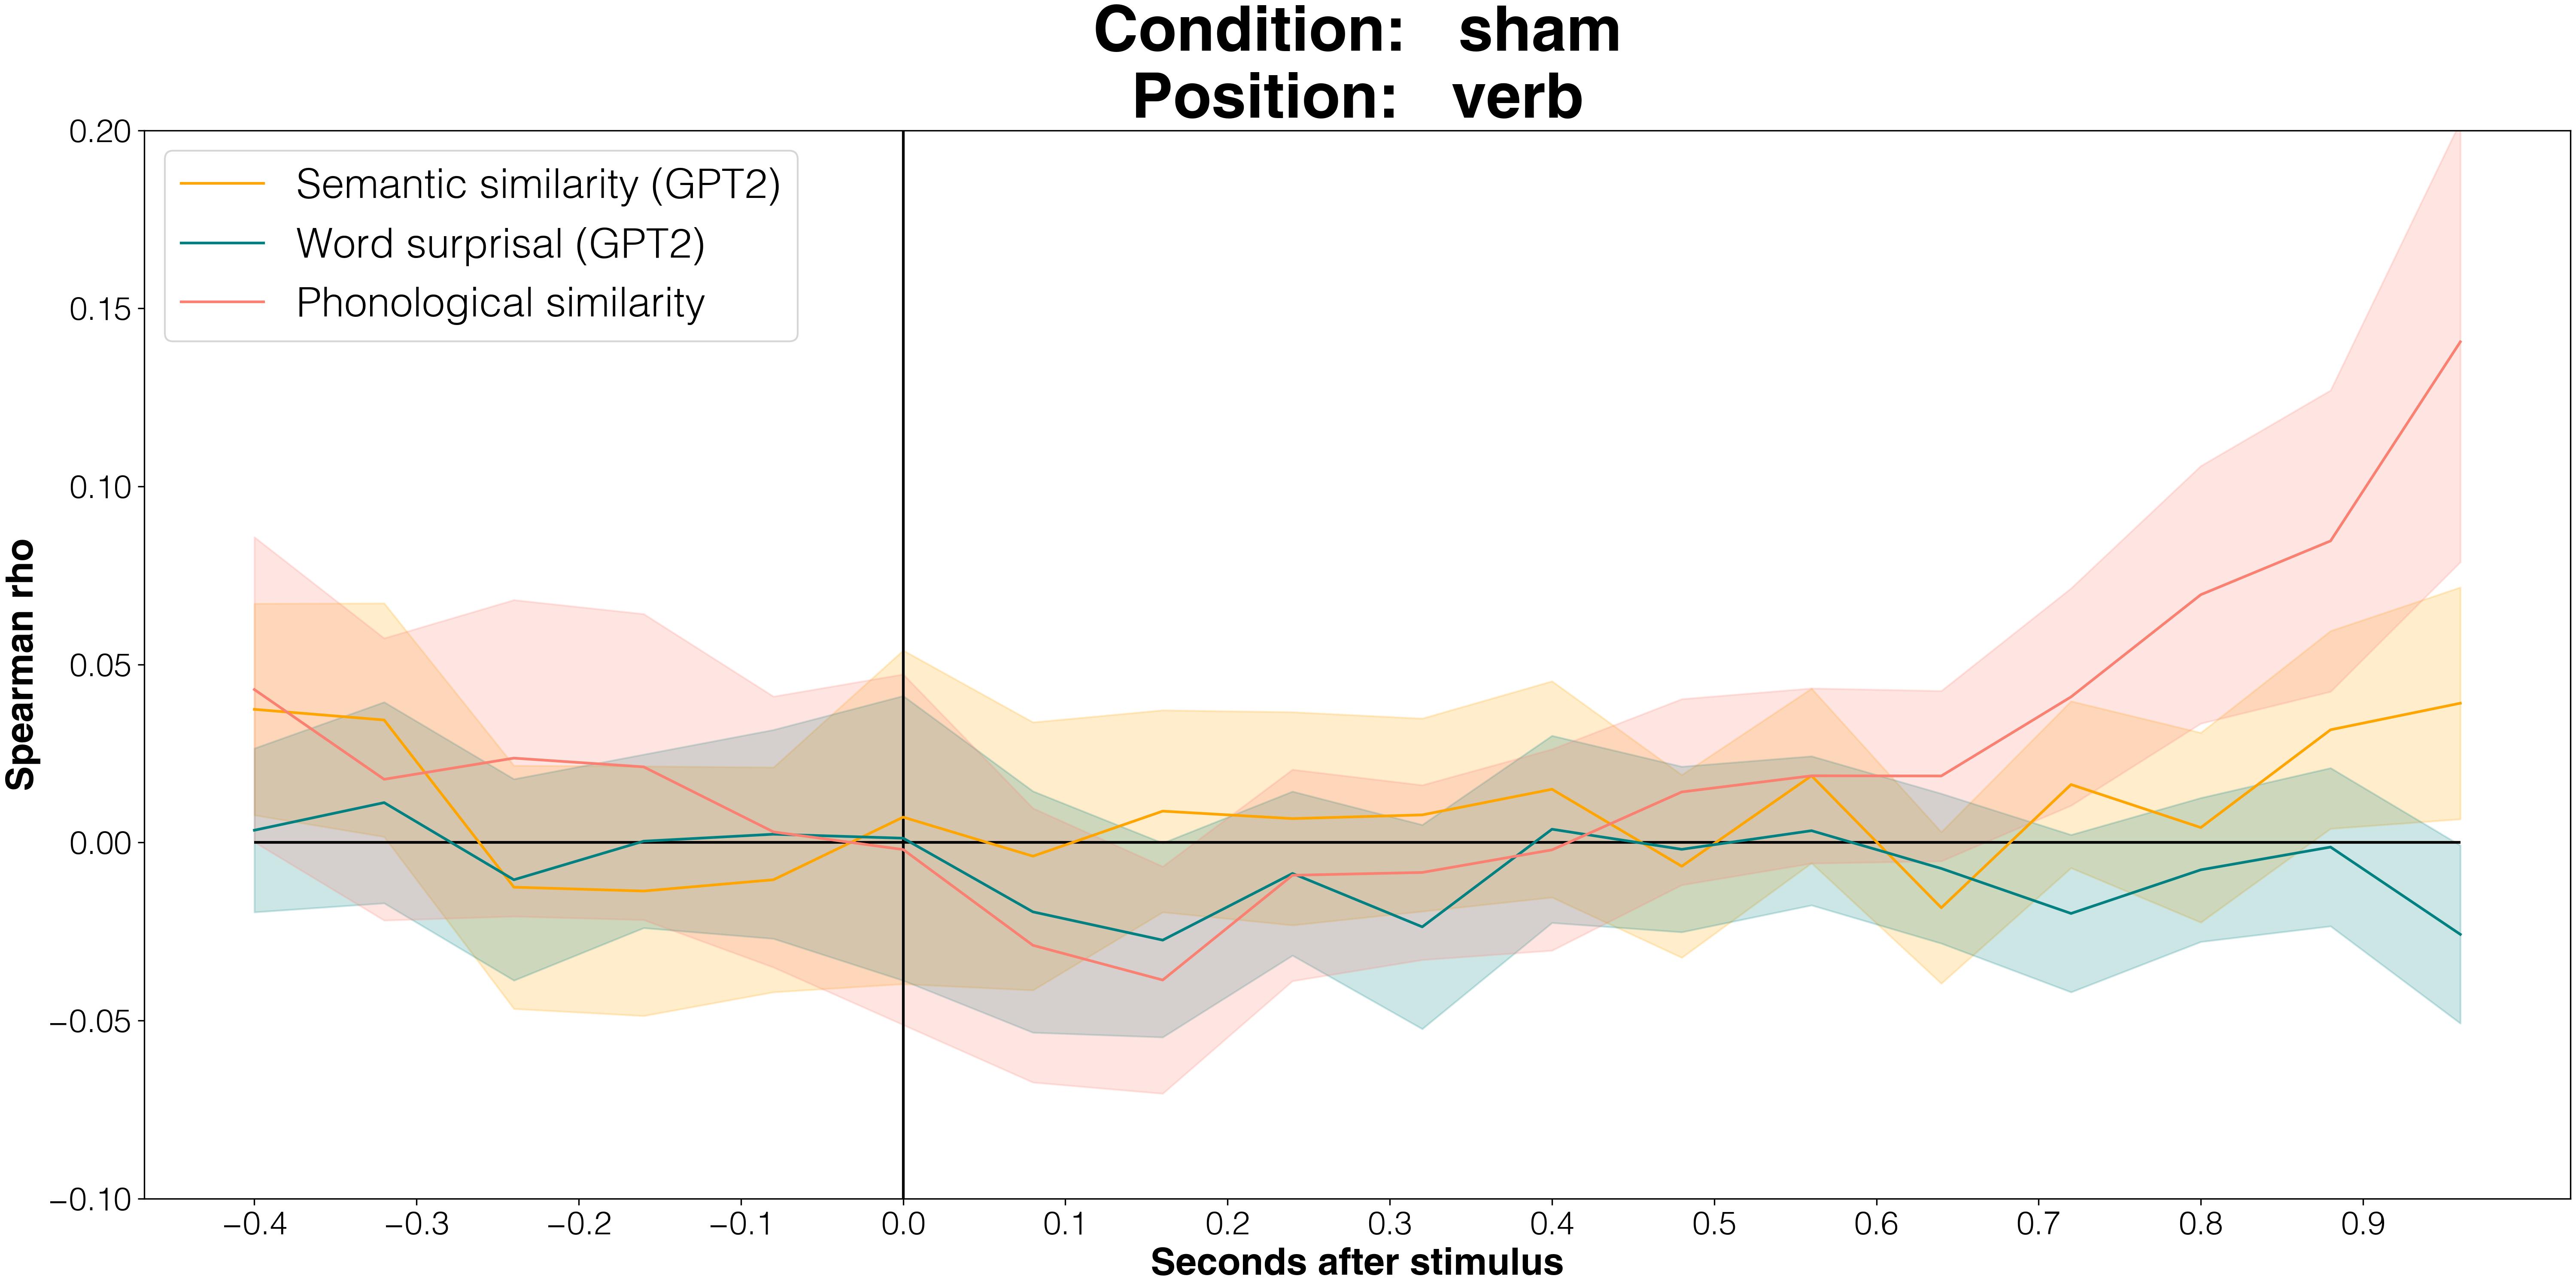 Condition:   sham
Position:   verb
Semantic similarity (GPT2)
Word surprisal (GPT2)
Phonological similarity
0.20
0.15
0.10
0.05
0.00
−0.05
−0.10
Spearman rho
−0.4 −0.3 −0.2 −0.1 0.0 0.1 0.2 0.3 0.4 0.5 0.6 0.7 0.8 0.9
Seconds after stimulus